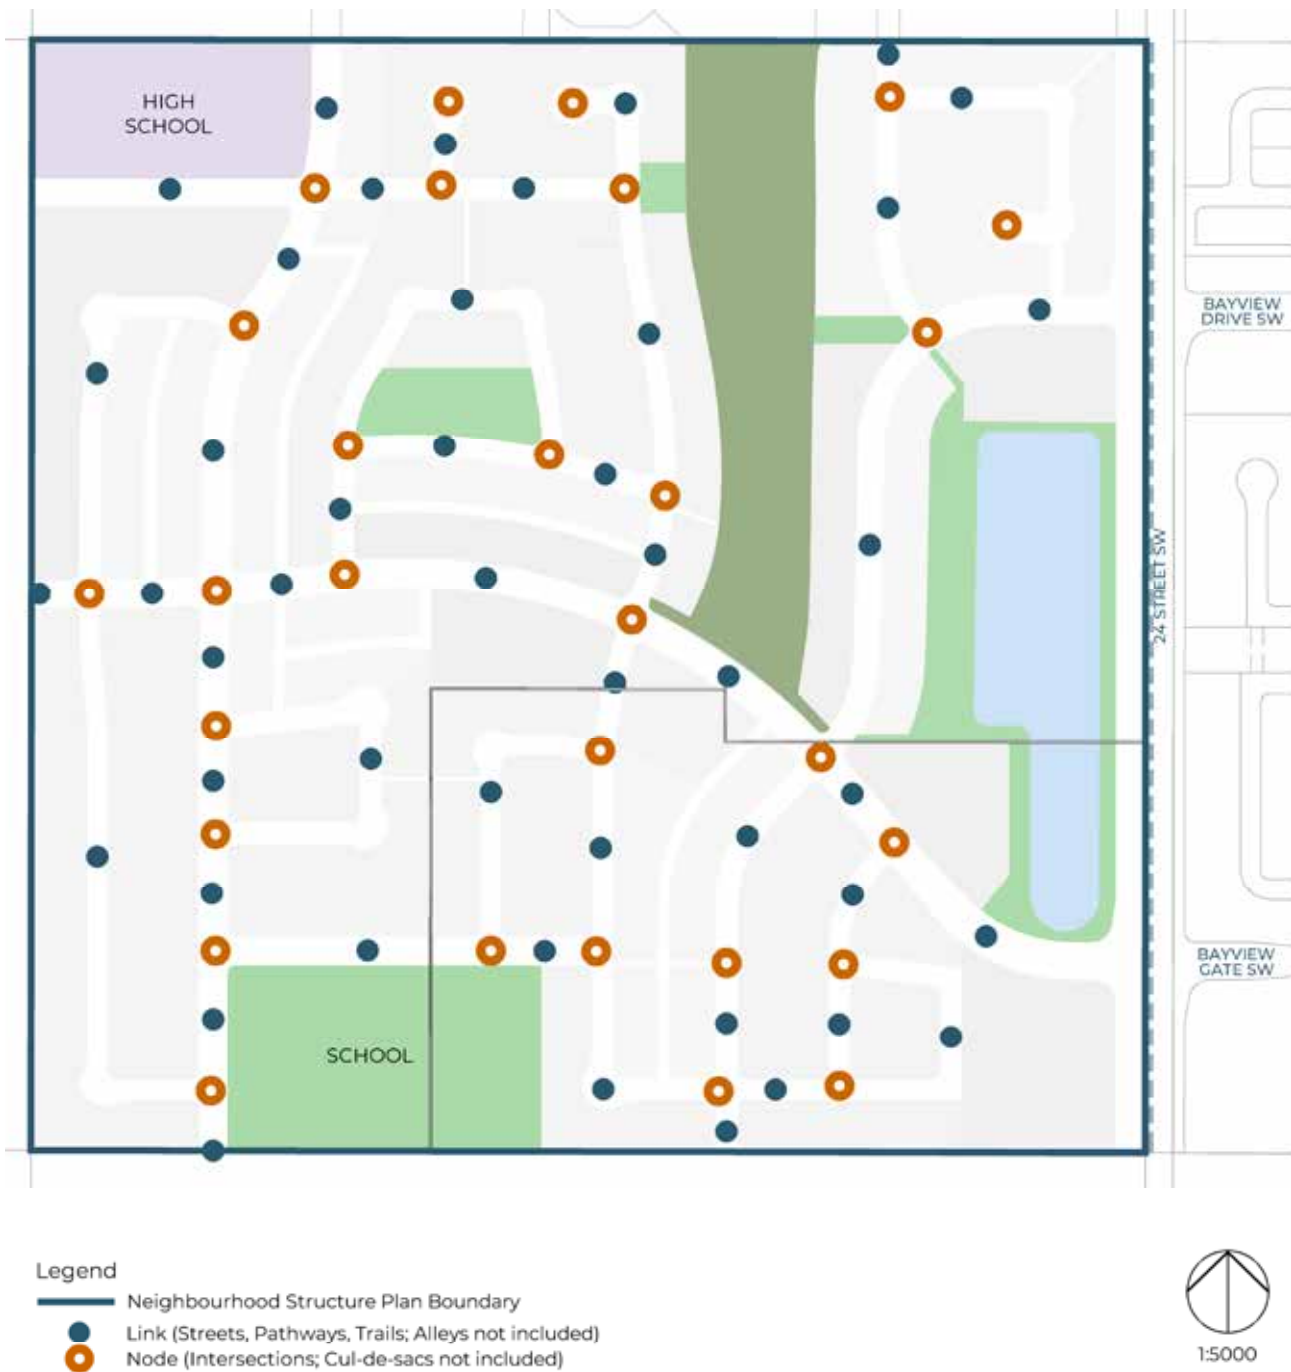 HIGH
SCHOOL
BAYVIEW
DRIVE SW
24 STREET SW
BAYVIEW
GATE SW
SCHOOL
Legend
Neighbourhood Structure Plan Boundary
Link (Streets, Pathways, Trails; Alleys not included)
Node (Intersections; Cul-de-sacs not included)
1:5000